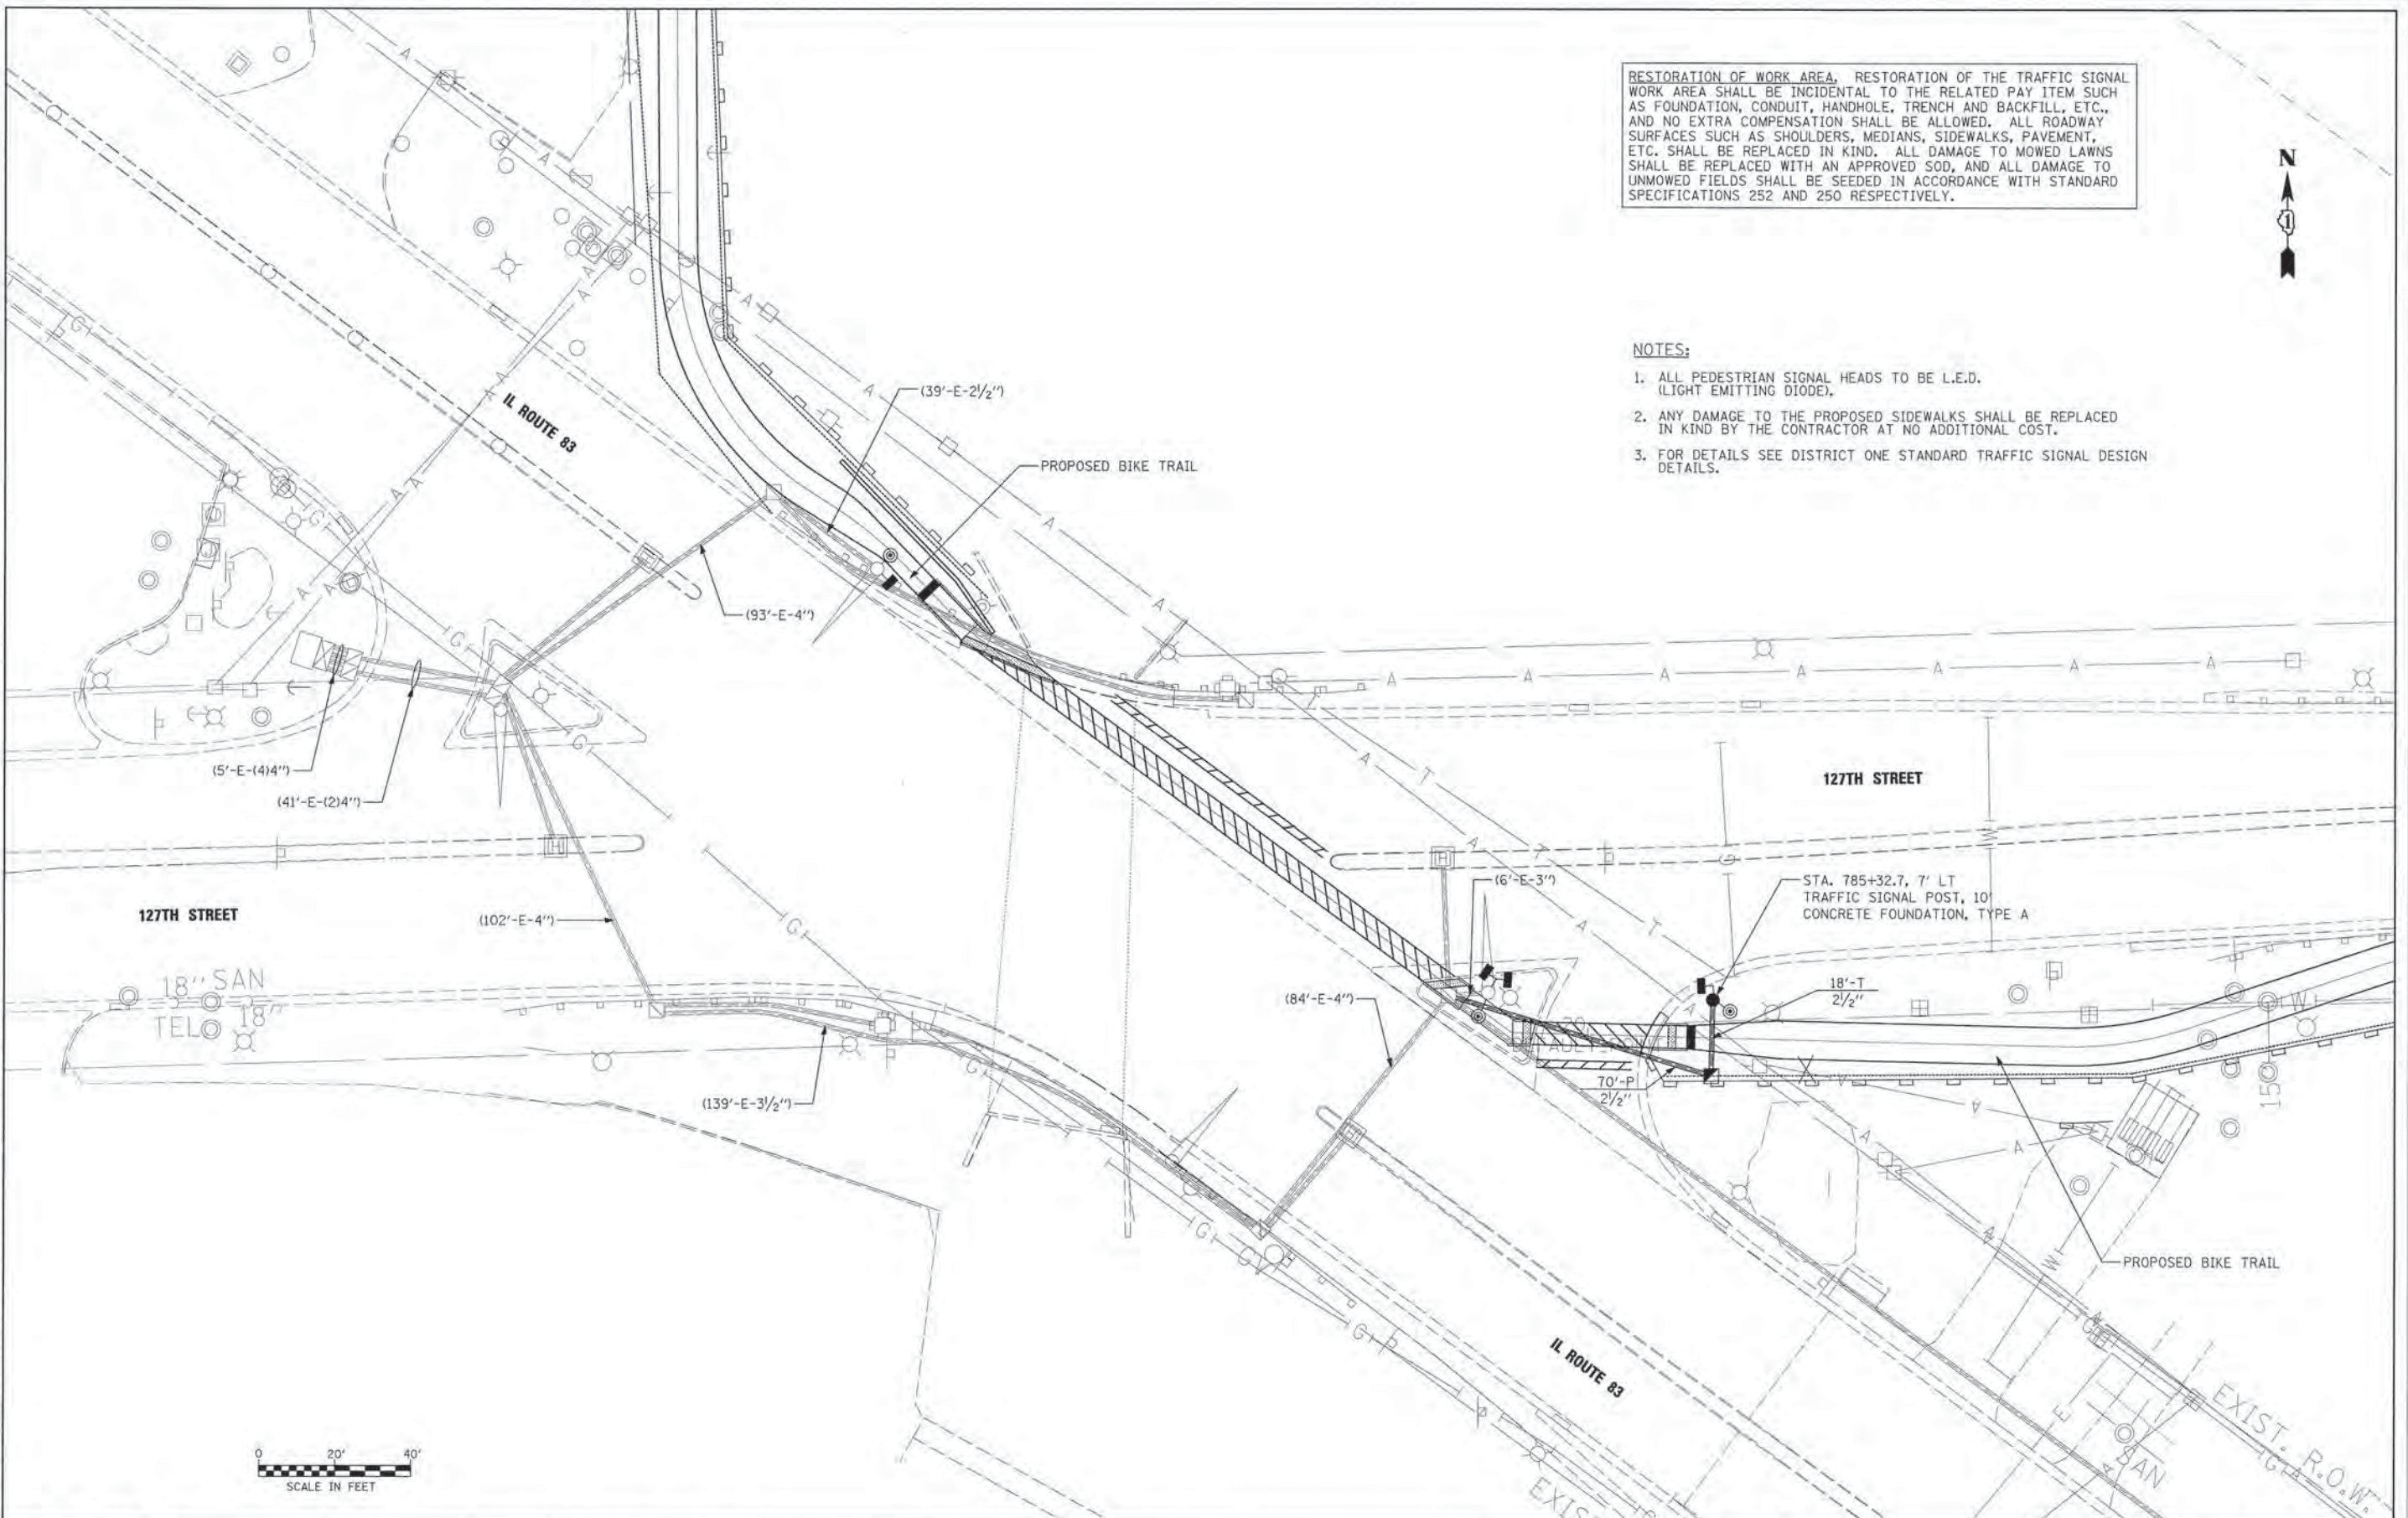 RESTORATION OF WORK AREA. RESTORATION OF THE TRAFFIC SIGNAL
WORK AREA SHALL BE INCIDENTAL TO THE RELATED PAY ITEM SUCH
AS FOUNDATION, CONDUIT, HANDHOLE, TRENCH AND BACKFILL, ETC.,
AND NO EXTRA COMPENSATION SHALL BE ALLOWED. ALL ROADWAY
SURFACES SUCH AS SHOULDERS, MEDIANS, SIDEWALKS, PAVEMENT,
ETC. SHALL BE REPLACED IN KIND. ALL DAMAGE TO MOWED LAWNS
SHALL BE REPLACED WITH AN APPROVED SOD, AND ALL DAMAGE TO
UNMOWED FIELDS SHALL BE SEEDED IN ACCORDANCE WITH STANDARD
SPECIFICATIONS 252 AND 250 RESPECTIVELY.
N
1
NOTES:
1. ALL PEDESTRIAN SIGNAL HEADS TO BE L.E.D.
(LIGHT EMITTING DIODE).
2. ANY DAMAGE TO THE PROPOSED SIDEWALKS SHALL BE REPLACED
IN KIND BY THE CONTRACTOR AT NO ADDITIONAL COST.
3. FOR DETAILS SEE DISTRICT ONE STANDARD TRAFFIC SIGNAL DESIGN
DETAILS.
IL ROUTE 83
(39'-E-2½")
PROPOSED BIKE TRAIL
(93'-E-4")
(5'-E-(4)4")
(41'-E-(2)4")
127TH STREET
127TH STREET
(102'-E-4")
(6'-E-3")
STA. 785+32.7, 7' LT
TRAFFIC SIGNAL POST, 10'
CONCRETE FOUNDATION, TYPE A
18" SAN
TEL 18"
(84'-E-4")
18'-T
2½"
70'-P
2½"
(139'-E-3½")
15"
PROPOSED BIKE TRAIL
IL ROUTE 83
EXIST. R.O.W.
SAN
EXIS
0 20' 40'
SCALE IN FEET